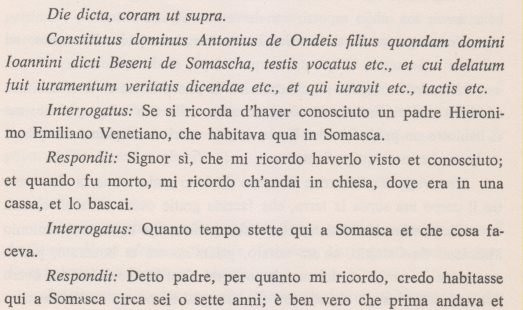 Die dicta, coram ut supra.
Constitutus dominus Antonius de Ondeis filius quondam domini
Ioannini dicti Beseni de Somascha, testis vocatus etc., et cui delatum
fuit iuramentum veritatis dicendae etc., et qui iuravit etc., tactis etc.
Interrogatus: Se si ricorda d'haver conosciuto un padre Hieroni-
mo Emiliano Venetiano, che habitava qua in Somasca.
Respondit: Signor sì, che mi ricordo haverlo visto et conosciuto;
et quando fu morto, mi ricordo ch'andai in chiesa, dove era in una
cassa, et lo bascai.
Interrogatus: Quanto tempo stette qui a Somasca et che cosa fa-
ceva.
Respondit: Detto padre, per quanto mi ricordo, credo habitasse
qui a Somasca circa sei o sette anni; è ben vero che prima andava et